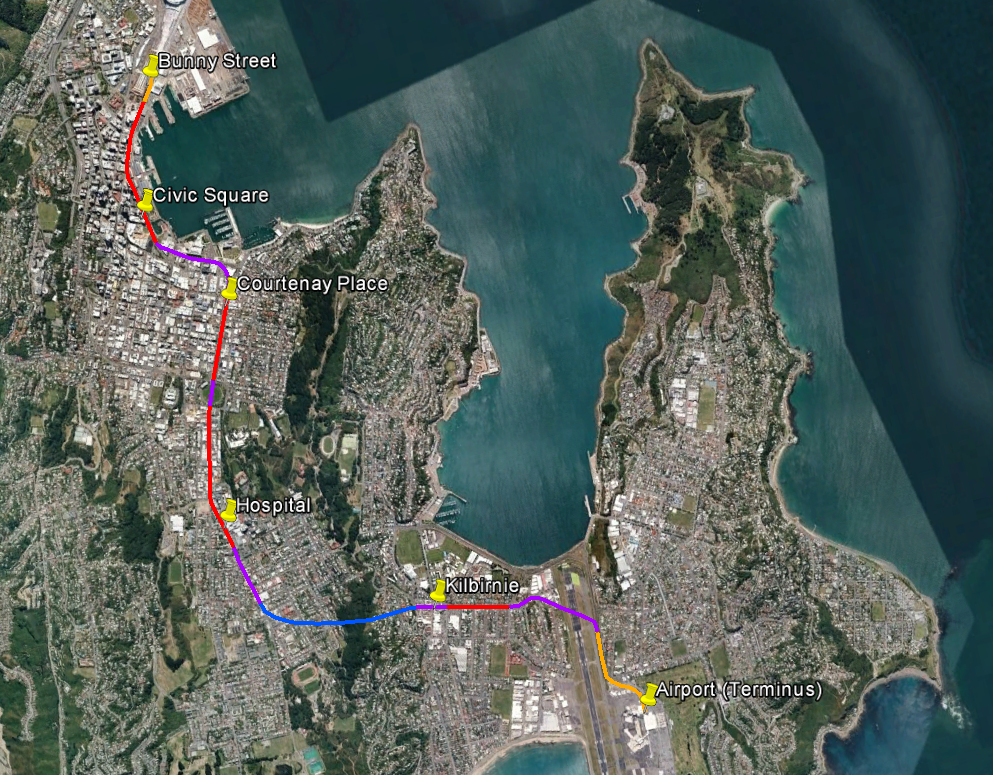 Bunny Street
Civic Square
Courtenay Place
Hospital
Kilbirnie
Airport (Terminus)